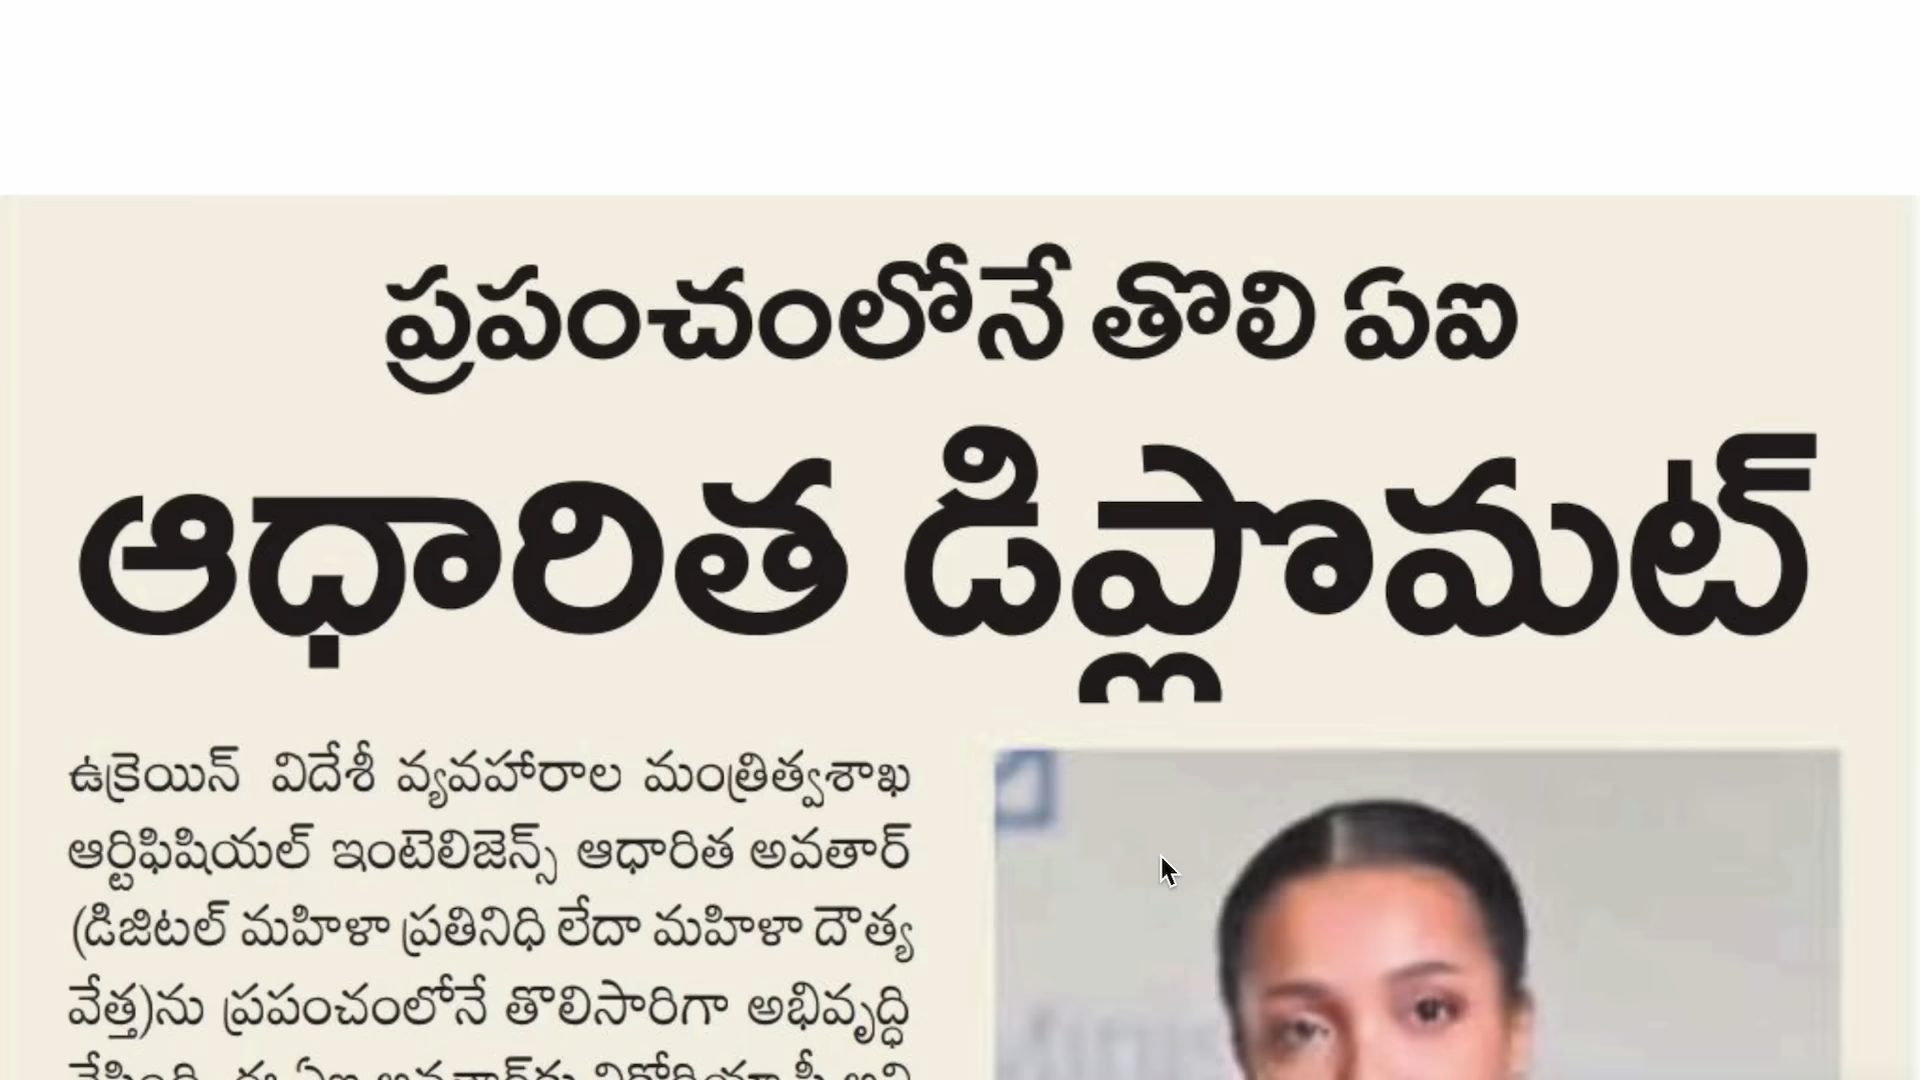 ప్రపంచంలోనే తొలి ఏఐ
ఆధారిత డిప్లొమట్
ఉక్రెయిన్ విదేశీ వ్యవహారాల మంత్రిత్వశాఖ
ఆర్టిఫిషియల్ ఇంటెలిజెన్స్ ఆధారిత అవతార్
(డిజిటల్ మహిళా ప్రతినిధి లేదా మహిళా దౌత్య
వేత్త)ను ప్రపంచంలోనే తొలిసారిగా అభివృద్ధి